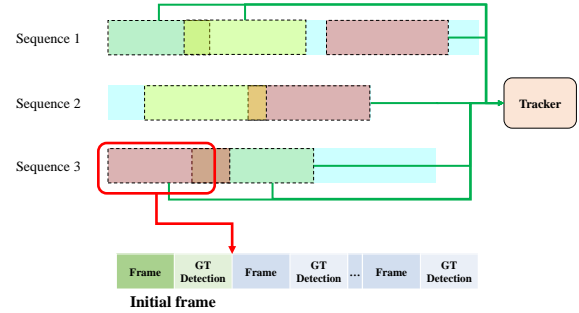 Sequence 1
Sequence 2
Tracker
Sequence 3
Frame
GT
Detection
Frame
GT
Detection
...
Frame
GT
Detection
Initial frame